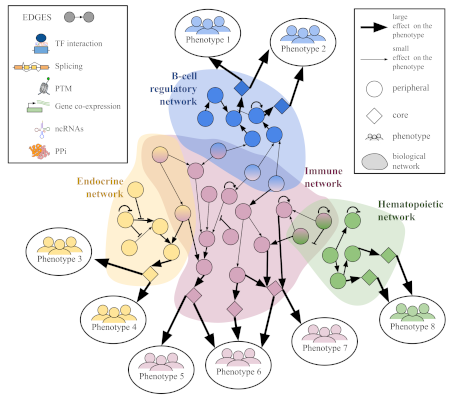 EDGES
TF interaction
Splicing
PTM
Gene co-expression
ncRNAs
PPi
Phenotype 1
Phenotype 2
large
effect on the
phenotype
small
effect on the
phenotype
peripheral
core
phenotype
biological
network
B-cell
regulatory
network
Endocrine
network
Immune
network
Hematopoietic
network
Phenotype 3
Phenotype 4
Phenotype 5
Phenotype 6
Phenotype 7
Phenotype 8